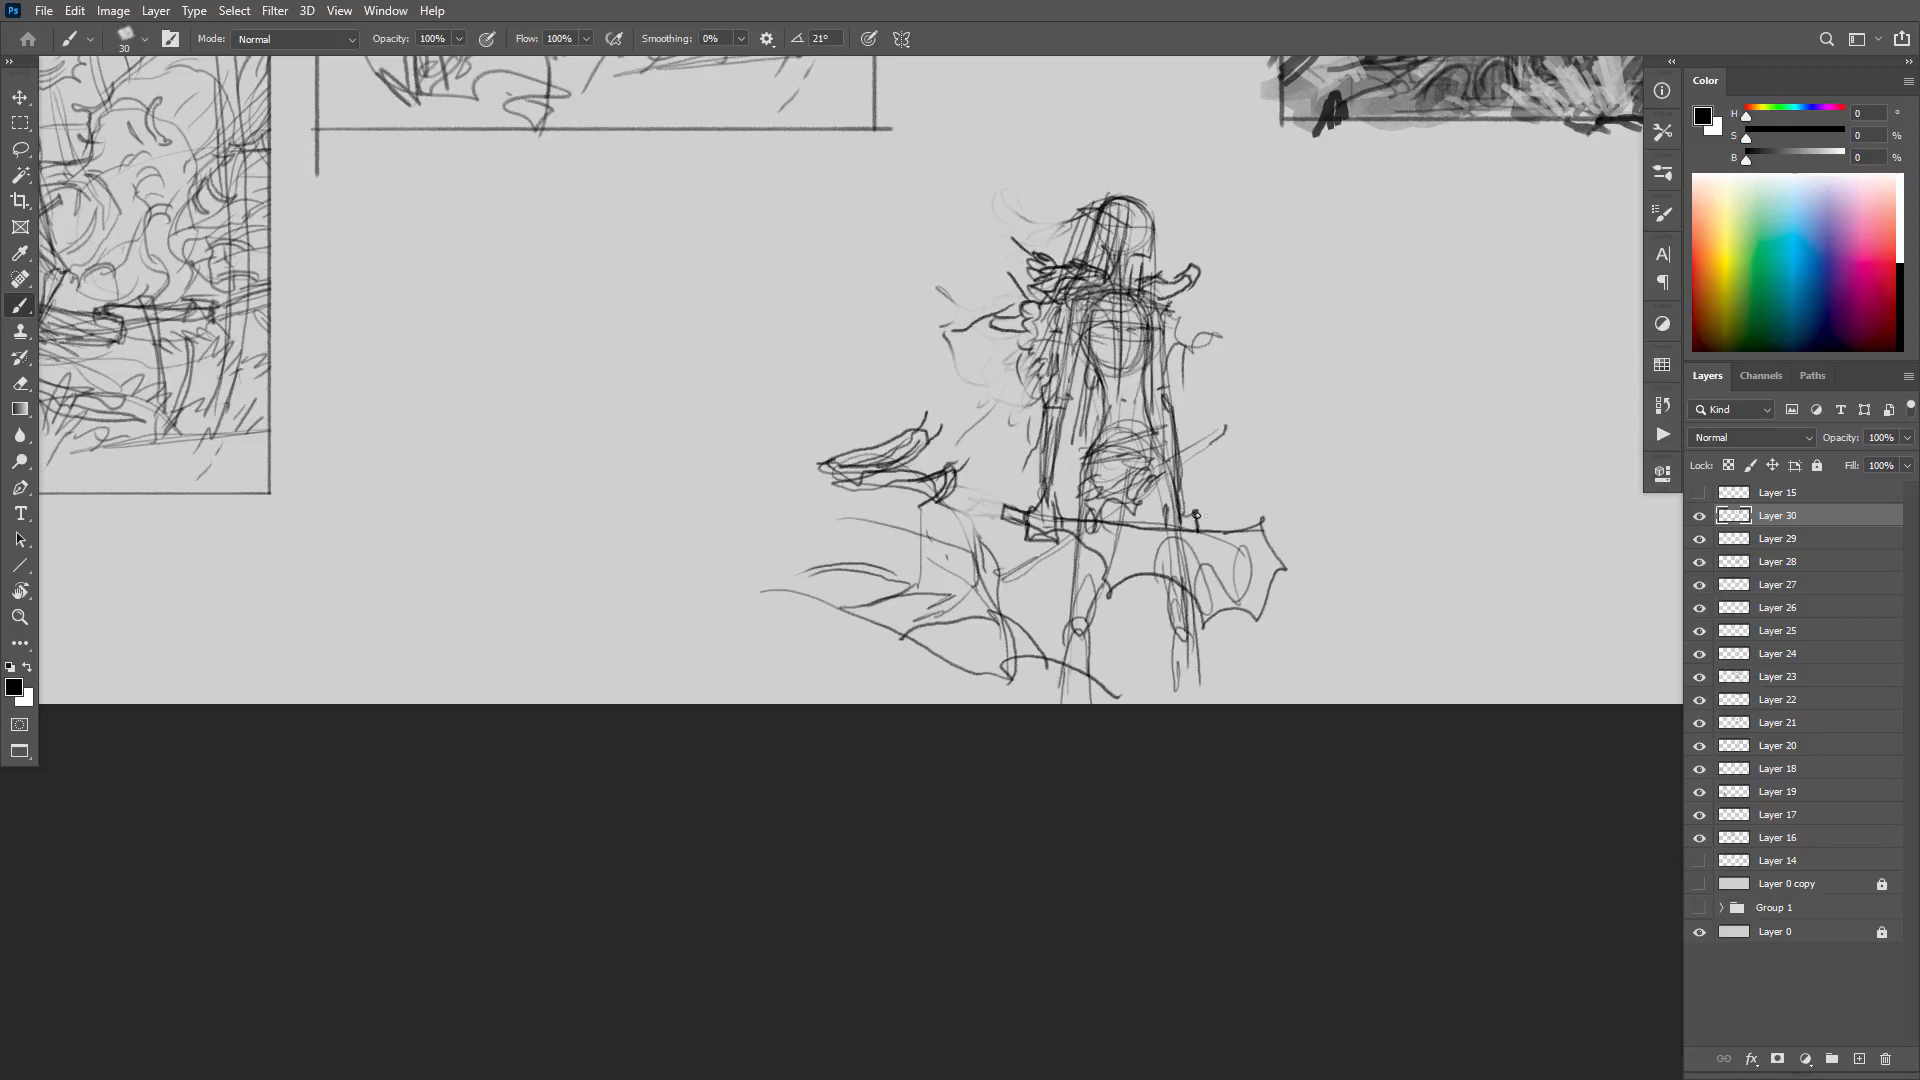 Ps File Edit Image Layer Type Select Filter 3D View Window Help
30 Mode: Normal Opacity: 100% Flow: 100% Smoothing: 0% 21°
Color
H 0 °
S 0 %
B 0 %
Layers Channels Paths
Kind
Normal Opacity: 100%
Lock: Fill: 100%
Layer 15
Layer 30
Layer 29
Layer 28
Layer 27
Layer 26
Layer 25
Layer 24
Layer 23
Layer 22
Layer 21
Layer 20
Layer 18
Layer 19
Layer 17
Layer 16
Layer 14
Layer 0 copy
Group 1
Layer 0
fx